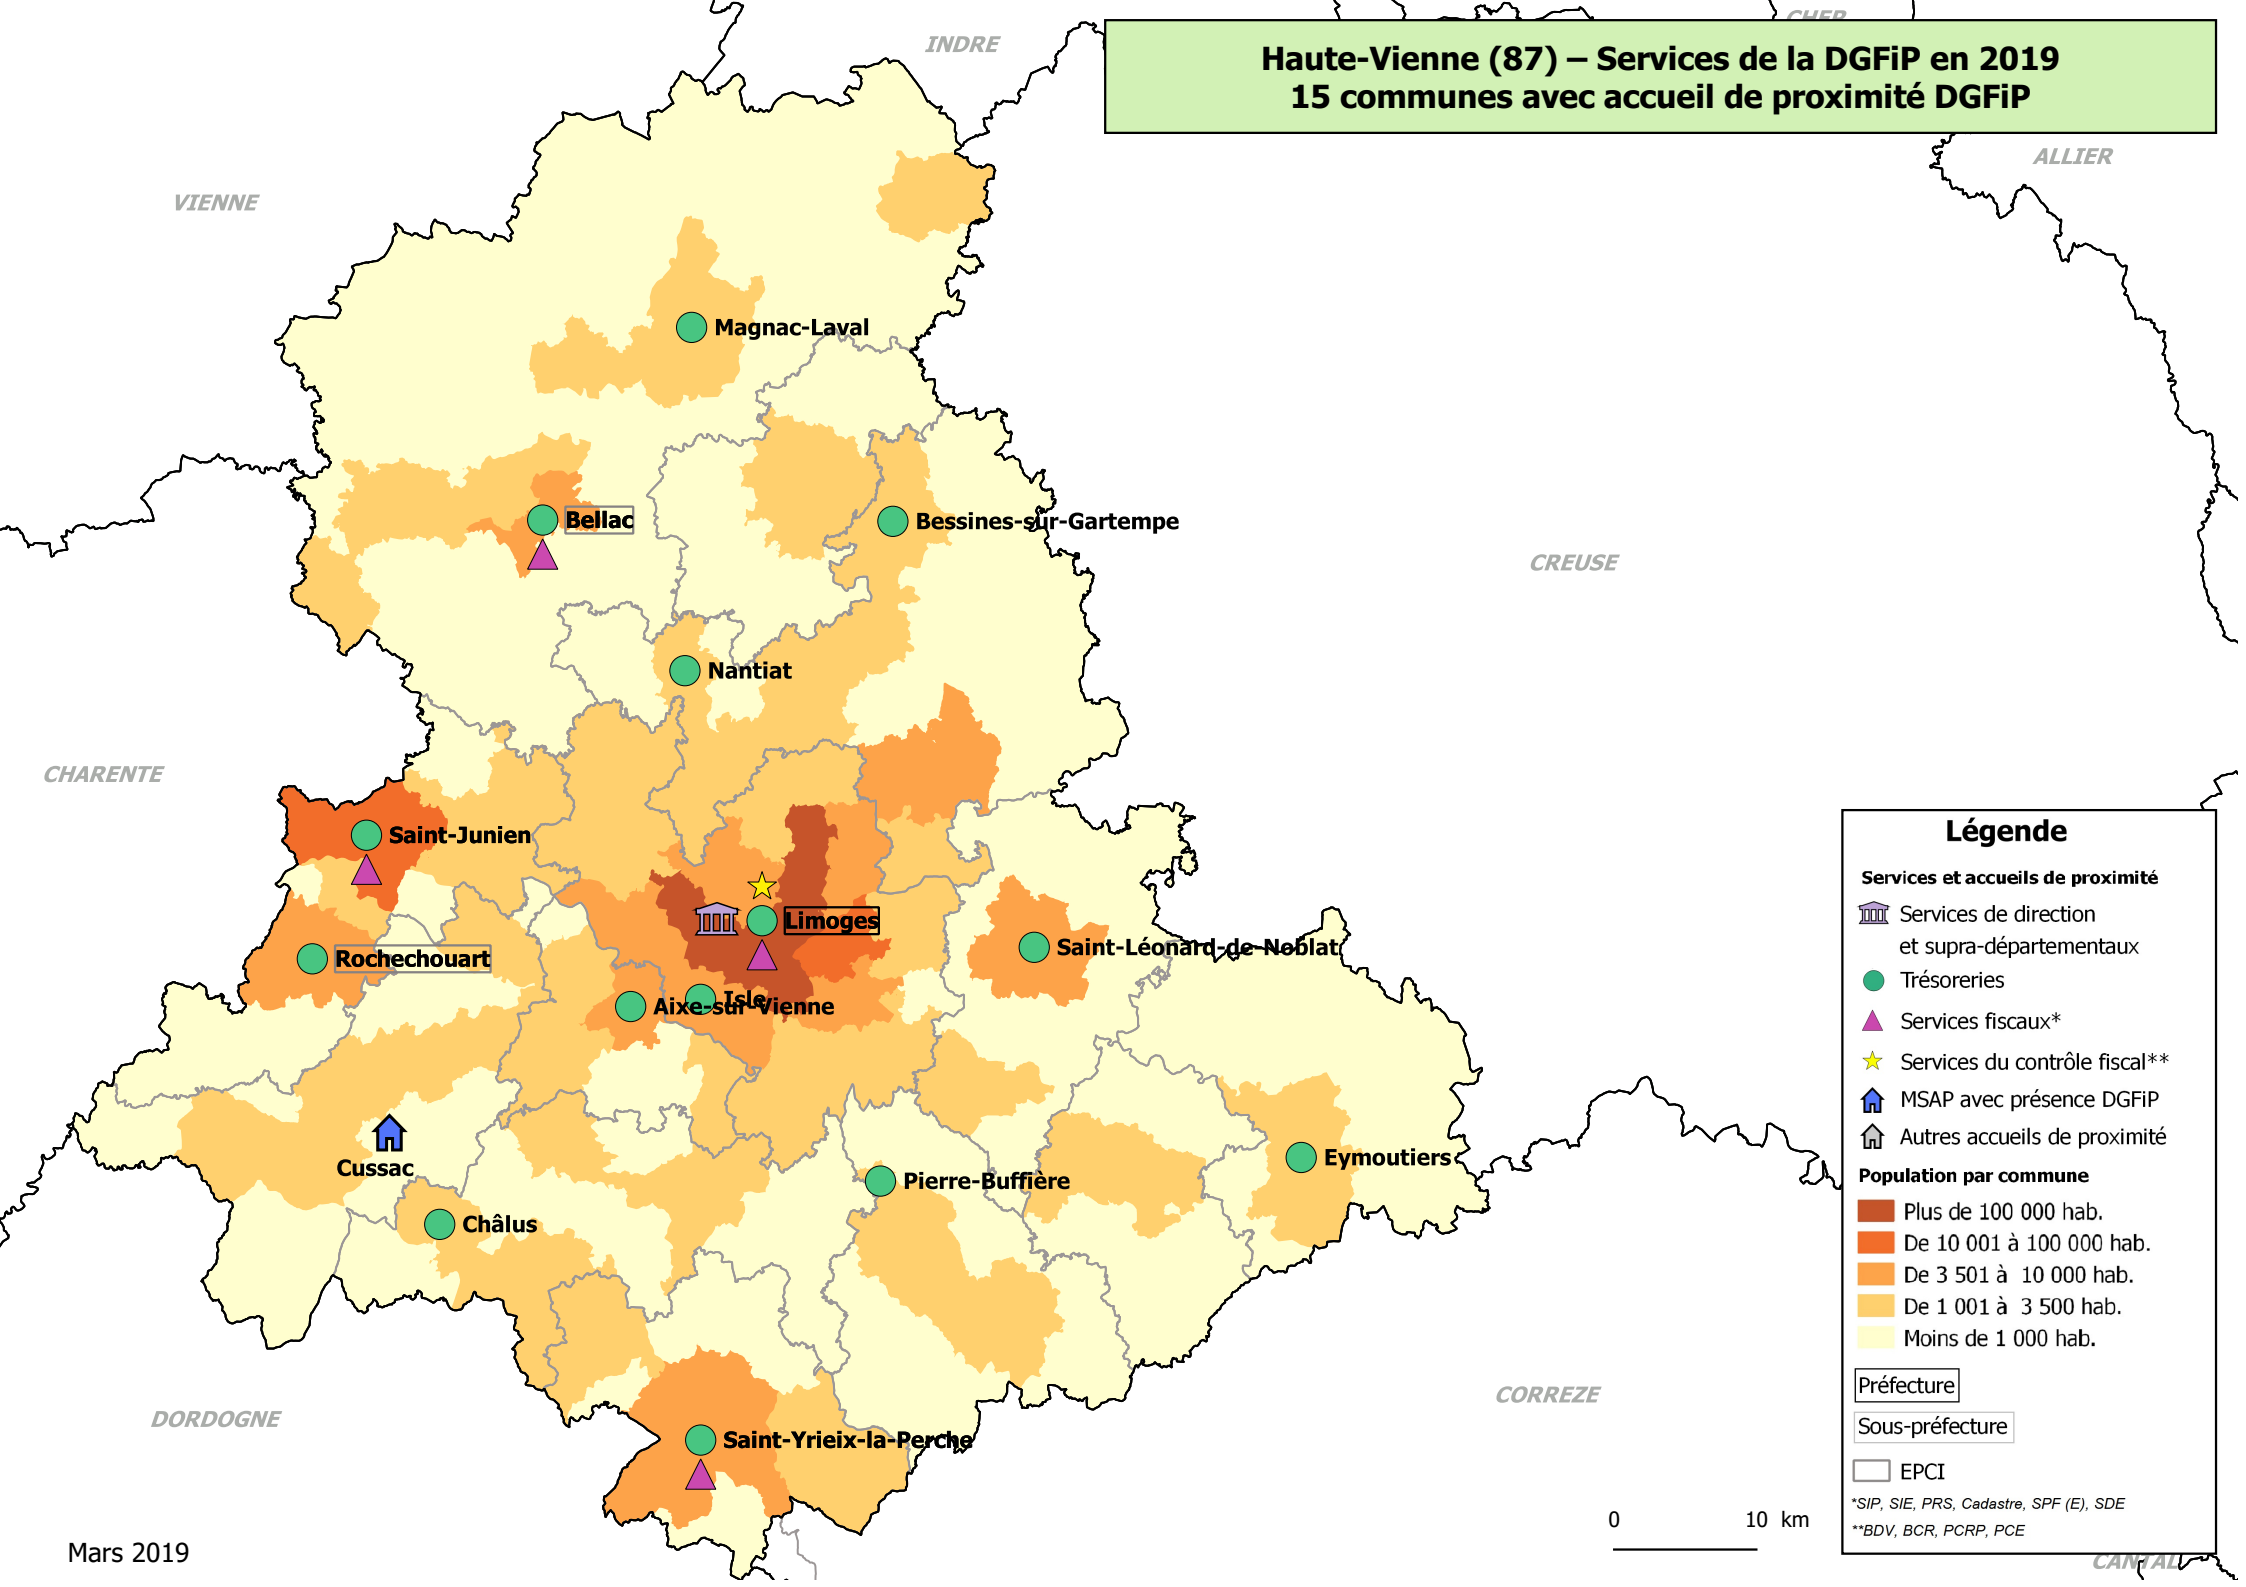 CHER
INDRE
Haute-Vienne (87) – Services de la DGFiP en 2019
15 communes avec accueil de proximité DGFiP
ALLIER
VIENNE
Magnac-Laval
Bellac
Bessines-sur-Gartempe
CREUSE
Nantiat
CHARENTE
Saint-Junien
Limoges
Rochechouart
Saint-Léonard-de-Noblat
Isle
Aixe-sur-Vienne
Cussac
Eymoutiers
Pierre-Buffière
Châlus
CORREZE
DORDOGNE
Saint-Yrieix-la-Perche
Légende
Services et accueils de proximité
Services de direction
et supra-départementaux
Trésoreries
Services fiscaux*
Services du contrôle fiscal**
MSAP avec présence DGFiP
Autres accueils de proximité
Population par commune
Plus de 100 000 hab.
De 10 001 à 100 000 hab.
De 3 501 à 10 000 hab.
De 1 001 à 3 500 hab.
Moins de 1 000 hab.
Préfecture
Sous-préfecture
EPCI
*SIP, SIE, PRS, Cadastre, SPF (E), SDE
**BDV, BCR, PCRP, PCE
0 10 km
Mars 2019
CANTAL